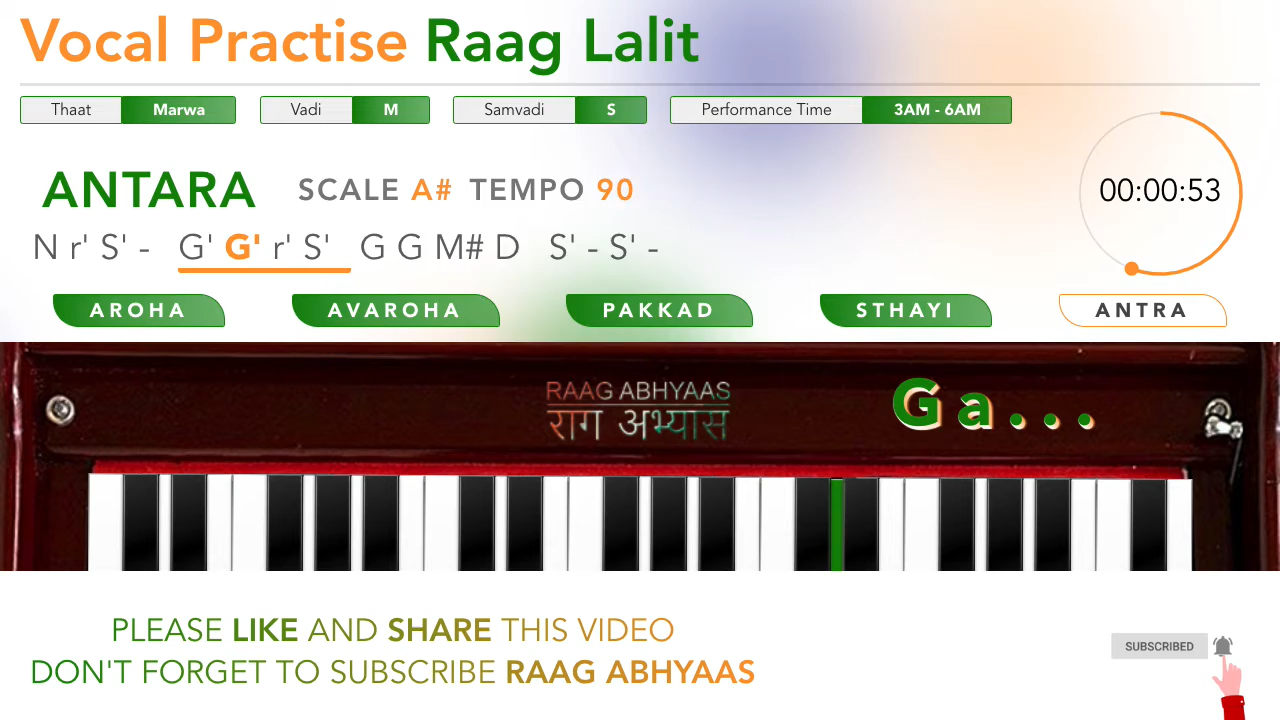 Vocal Practise Raag Lalit
Thaat Marwa Vadi M Samvadi S Performance Time 3AM - 6AM
ANTARA SCALE A# TEMPO 90
00:00:53
N r' S' - G' G' r' S' G G M# D S' - S' -
AROHA AVAROHA PAKKAD STHAYI ANTRA
RAAG ABHYAAS
राग अभ्यास
Ga...
PLEASE LIKE AND SHARE THIS VIDEO
DON'T FORGET TO SUBSCRIBE RAAG ABHYAAS
SUBSCRIBED